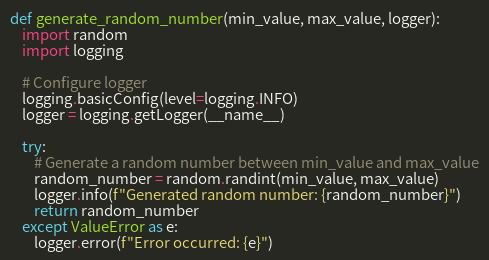 def generate_random_number(min_value, max_value, logger):
    import random
    import logging

    # Configure logger
    logging.basicConfig(level=logging.INFO)
    logger = logging.getLogger(__name__)

    try:
        # Generate a random number between min_value and max_value
        random_number = random.randint(min_value, max_value)
        logger.info(f"Generated random number: {random_number}")
        return random_number
    except ValueError as e:
        logger.error(f"Error occurred: {e}")